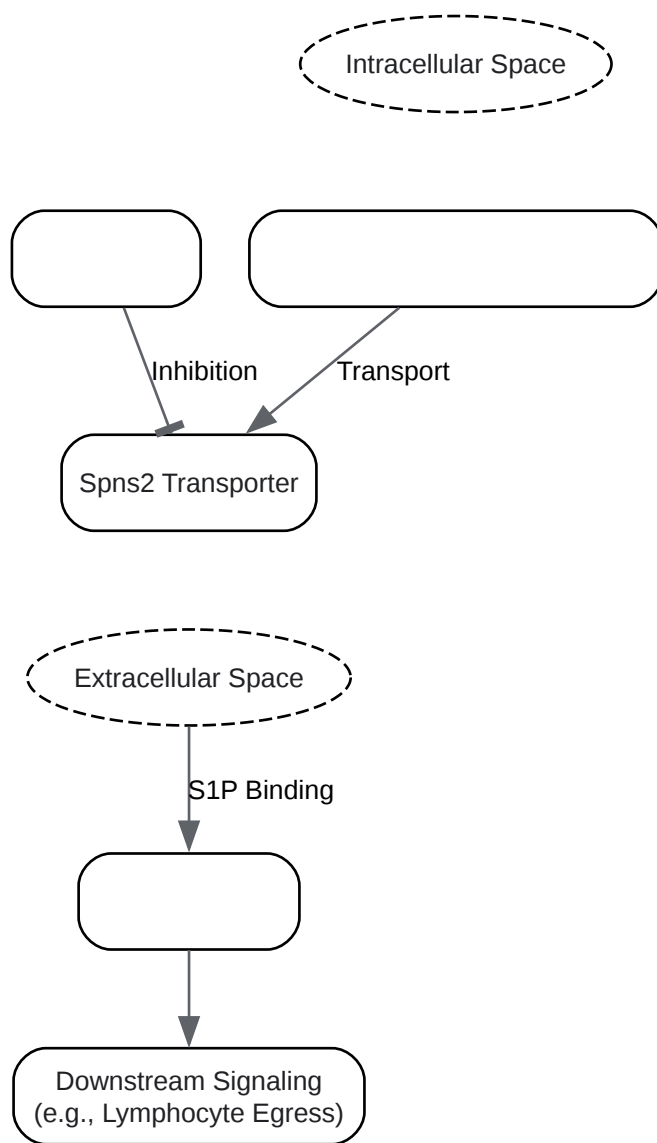 Intracellular Space
Inhibition
Transport
Spns2 Transporter
Extracellular Space
S1P Binding
Downstream Signaling
(e.g., Lymphocyte Egress)